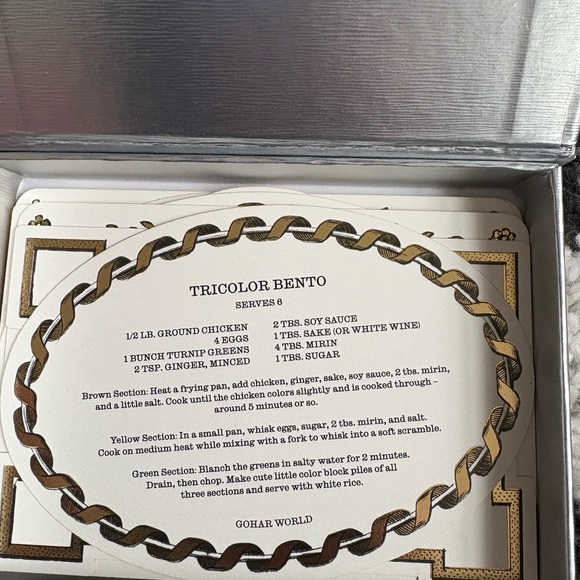 TRICOLOR BENTO
SERVES 6
1/2 LB. GROUND CHICKEN
4 EGGS
1 BUNCH TURNIP GREENS
2 TSP. GINGER, MINCED
2 TBS. SOY SAUCE
1 TBS. SAKE (OR WHITE WINE)
4 TBS. MIRIN
1 TBS. SUGAR
Brown Section: Heat a frying pan, add chicken, ginger, sake, soy sauce, 2 tbs. mirin,
and a little salt. Cook until the chicken colors slightly and is cooked through –
around 5 minutes or so.
Yellow Section: In a small pan, whisk eggs, sugar, 2 tbs. mirin, and salt.
Cook on medium heat while mixing with a fork to whisk into a soft scramble.
Green Section: Blanch the greens in salty water for 2 minutes.
Drain, then chop. Make cute little color block piles of all
three sections and serve with white rice.
GOHAR WORLD